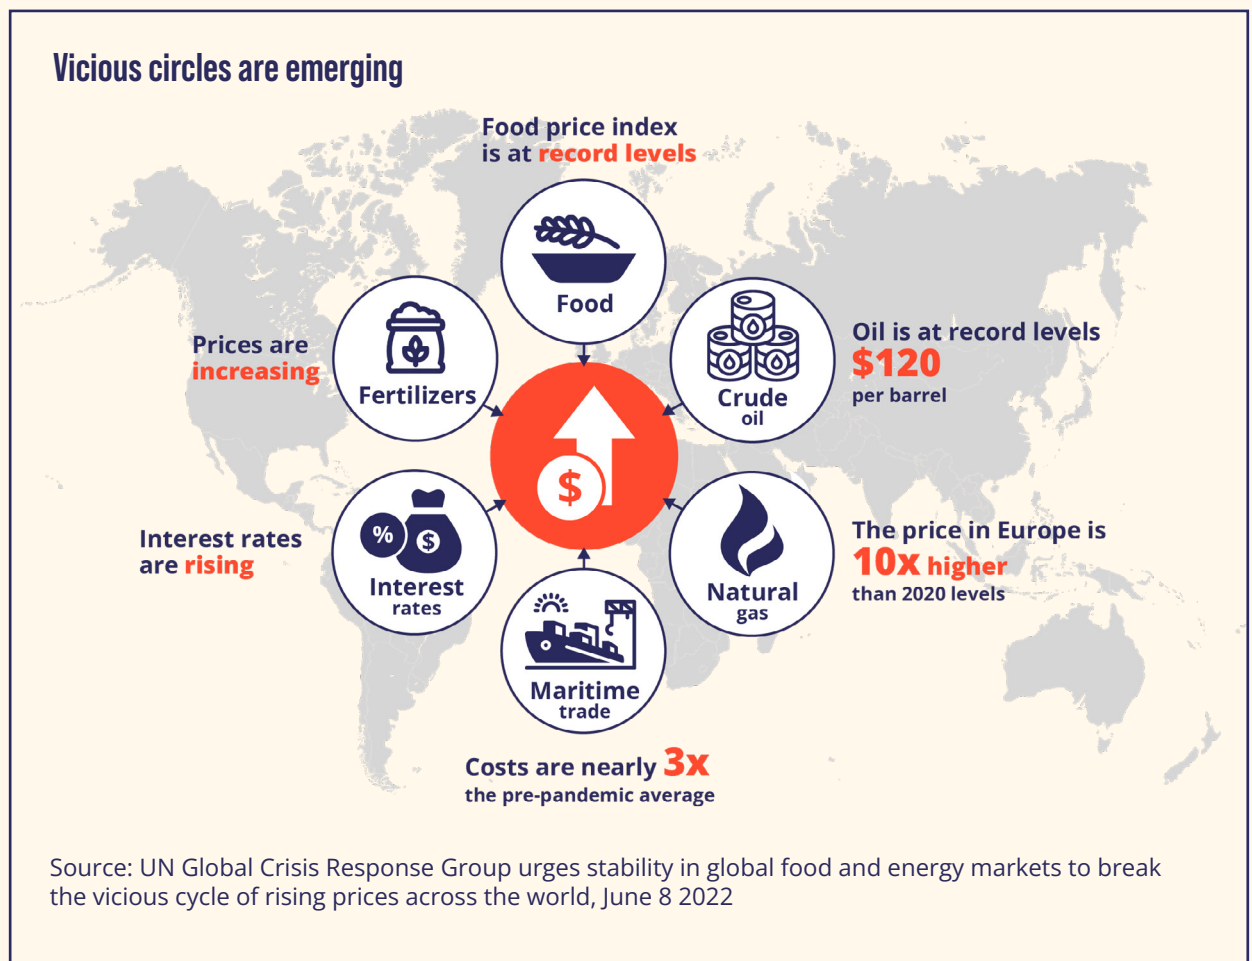 Vicious circles are emerging
Food price index
is at record levels
Food
Prices are
increasing
Fertilizers
Crude
oil
Oil is at record levels
$120
per barrel
$
Interest rates
are rising
%
$
Interest
rates
Natural
gas
The price in Europe is
10x higher
than 2020 levels
Maritime
trade
Costs are nearly 3x
the pre-pandemic average
Source: UN Global Crisis Response Group urges stability in global food and energy markets to break
the vicious cycle of rising prices across the world, June 8 2022